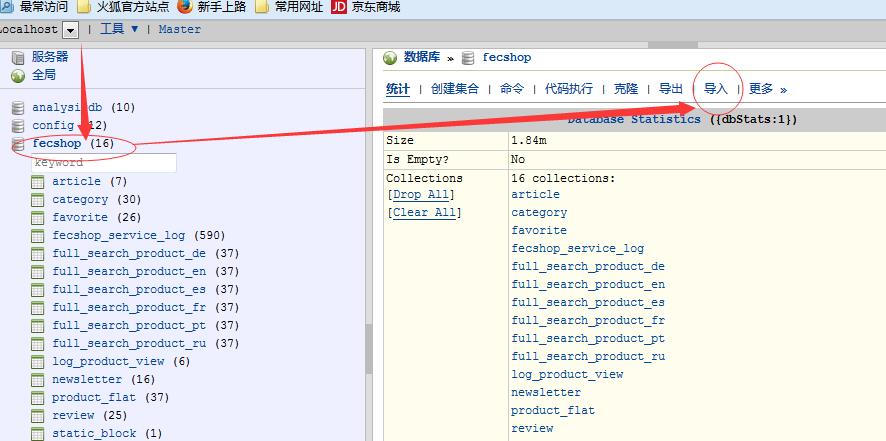 最常访问 火狐官方站点 新手上路 常用网址 JD 京东商城
Localhost | 工具 ▼ | Master
服务器
全局
analysisdb (10)
config (12)
fecshop (16)
keyword
article (7)
category (30)
favorite (26)
fecshop_service_log (590)
full_search_product_de (37)
full_search_product_en (37)
full_search_product_es (37)
full_search_product_fr (37)
full_search_product_pt (37)
full_search_product_ru (37)
log_product_view (6)
newsletter (16)
product_flat (37)
review (25)
static_block (1)
数据库 » fecshop
统计 | 创建集合 | 命令 | 代码执行 | 克隆 | 导出 | 导入 | 更多 »
Database Statistics ({dbStats:1})
Size 1.84m
Is Empty? No
Collections 16 collections:
[Drop All] article
[Clear All] category
favorite
fecshop_service_log
full_search_product_de
full_search_product_en
full_search_product_es
full_search_product_fr
full_search_product_pt
full_search_product_ru
log_product_view
newsletter
product_flat
review